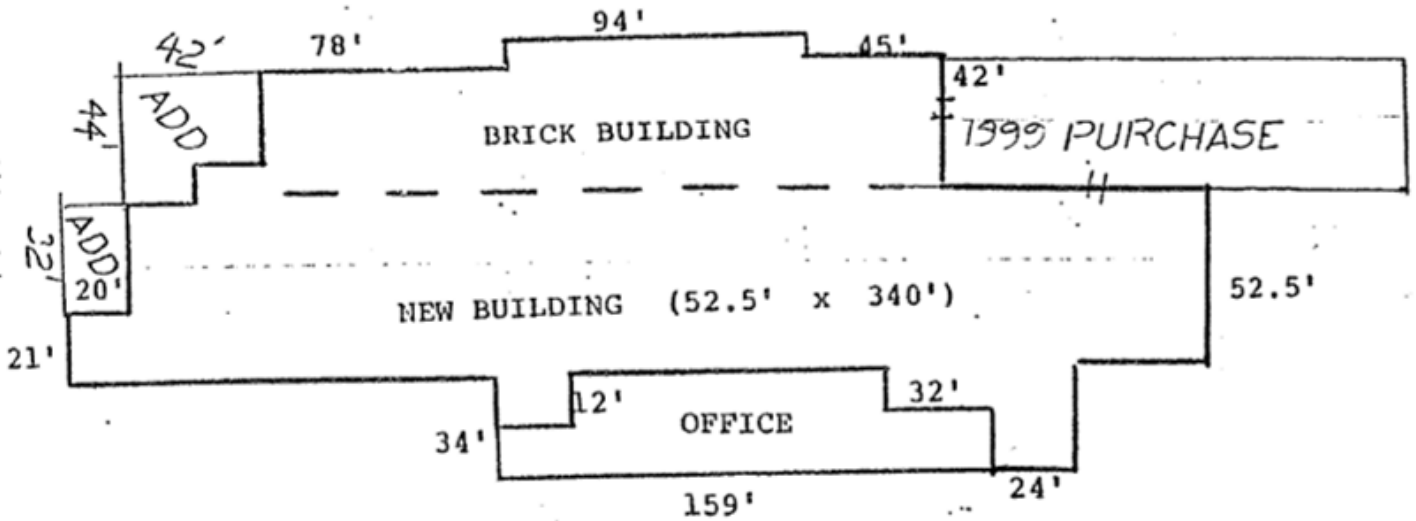 94'
42'
78'
45'
42'
44'
ADD
BRICK BUILDING
1999 PURCHASE
32'
ADD
20'
NEW BUILDING (52.5' x 340')
52.5'
21'
12'
32'
34'
OFFICE
159'
24'